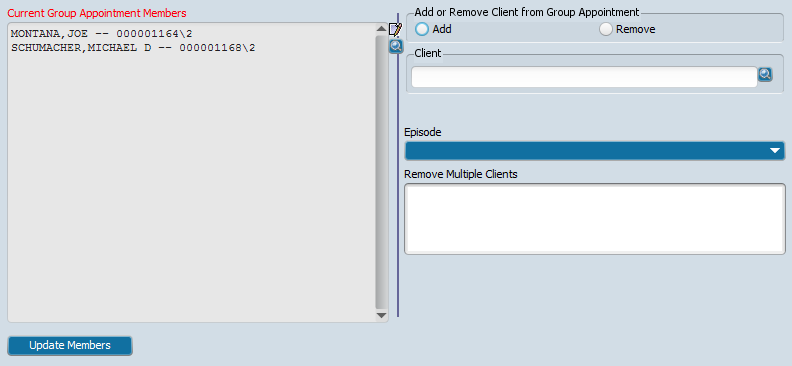 Current Group Appointment Members
MONTANA,JOE -- 000001164\2
SCHUMACHER,MICHAEL D -- 000001168\2
Update Members
Add or Remove Client from Group Appointment
Add Remove
Client
Episode
Remove Multiple Clients